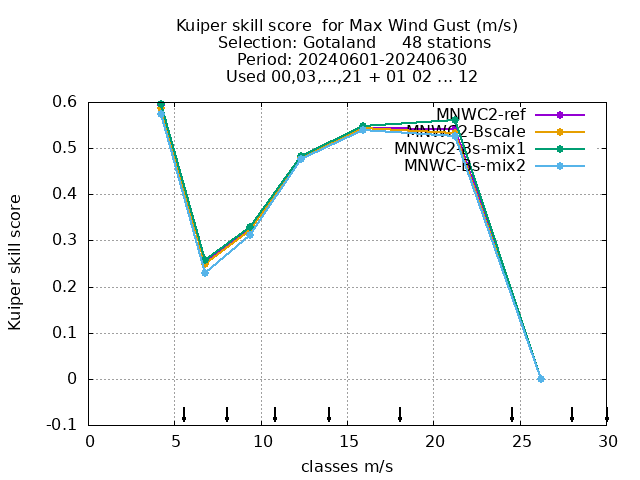 Kuiper skill score  for Max Wind Gust (m/s)
Selection: Gotaland     48 stations
Period: 20240601-20240630
Used 00,03,...,21 + 01 02 ... 12
Kuiper skill score
0.6
0.5
0.4
0.3
0.2
0.1
0
-0.1
MNWC2-ref
MNWC2-Bscale
MNWC2-Bs-mix1
MNWC-Bs-mix2
0 5 10 15 20 25 30
classes m/s